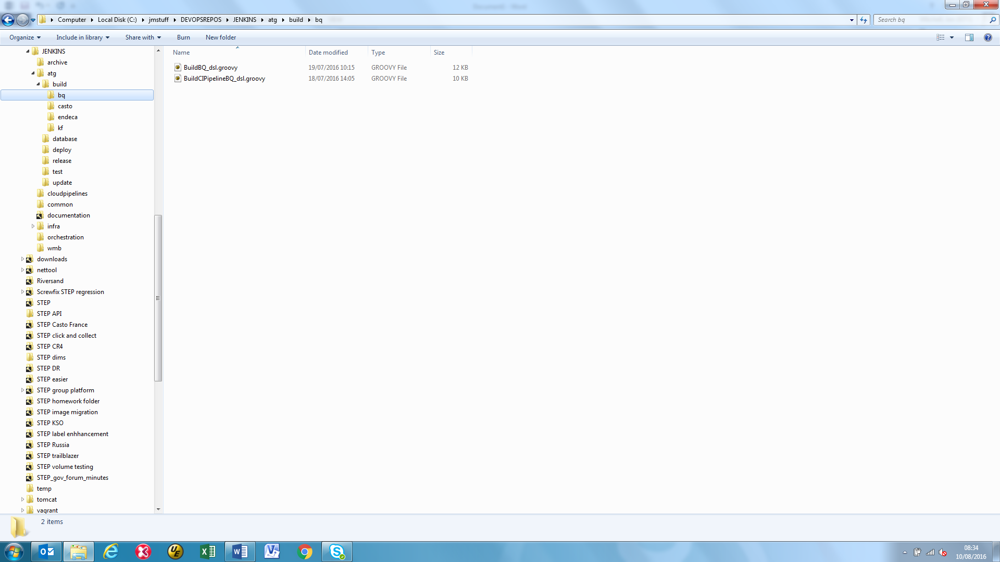 Computer Local Disk (C:) jmstuff DEVOPSREPOS JENKINS atg build bq
Search bq
Organize Include in library Share with Burn New folder
Name Date modified Type Size
BuildBQ_dsl.groovy 19/07/2016 10:15 GROOVY File 12 KB
BuildCIPipelineBQ_dsl.groovy 18/07/2016 14:05 GROOVY File 10 KB
JENKINS
archive
atg
build
bq
casto
endeca
kf
database
deploy
release
test
update
cloudpipelines
common
documentation
infra
orchestration
wmb
downloads
nettool
Riversand
Screwfix STEP regression
STEP
STEP API
STEP Casto France
STEP click and collect
STEP CR4
STEP dims
STEP DR
STEP easier
STEP group platform
STEP homework folder
STEP image migration
STEP KSO
STEP label enhhancement
STEP Russia
STEP trailblazer
STEP volume testing
STEP_gov_forum_minutes
temp
tomcat
vagrant
2 items
08:34
10/08/2016